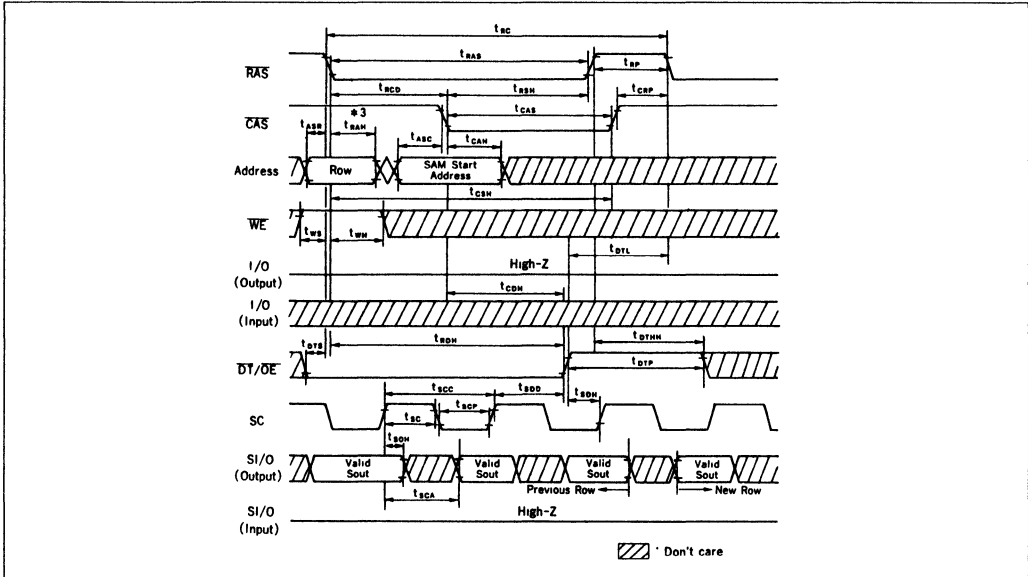 tRC
tRAS
tRP
RAS
tRCD
tRSH
tCRP
*3
tCAS
CAS
tASR
tRAH
tASC
tCAH
Address
Row
SAM Start
Address
tCSH
WE
tWS
tWH
tDTL
I/O
(Output)
High-Z
tCDH
I/O
(Input)
tDTS
tRDH
tDTHH
DT/OE
tDTP
tSCC
tSDD
tSCP
tSDH
SC
tSC
tSOH
SI/O
(Output)
Valid
Sout
Valid
Sout
Valid
Sout
Valid
Sout
Previous Row
New Row
tSCA
SI/O
(Input)
High-Z
Don't care